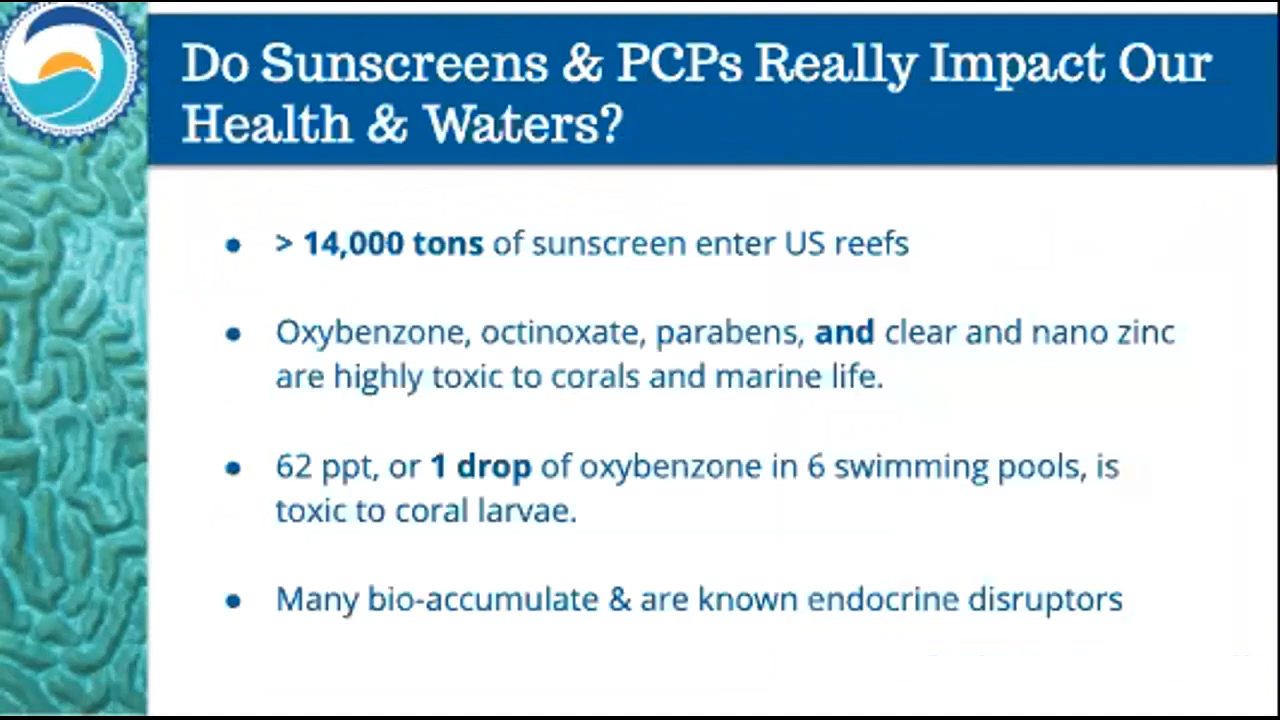 Do Sunscreens & PCPs Really Impact Our
Health & Waters?
• > 14,000 tons of sunscreen enter US reefs
• Oxybenzone, octinoxate, parabens, and clear and nano zinc
are highly toxic to corals and marine life.
• 62 ppt, or 1 drop of oxybenzone in 6 swimming pools, is
toxic to coral larvae.
• Many bio-accumulate & are known endocrine disruptors